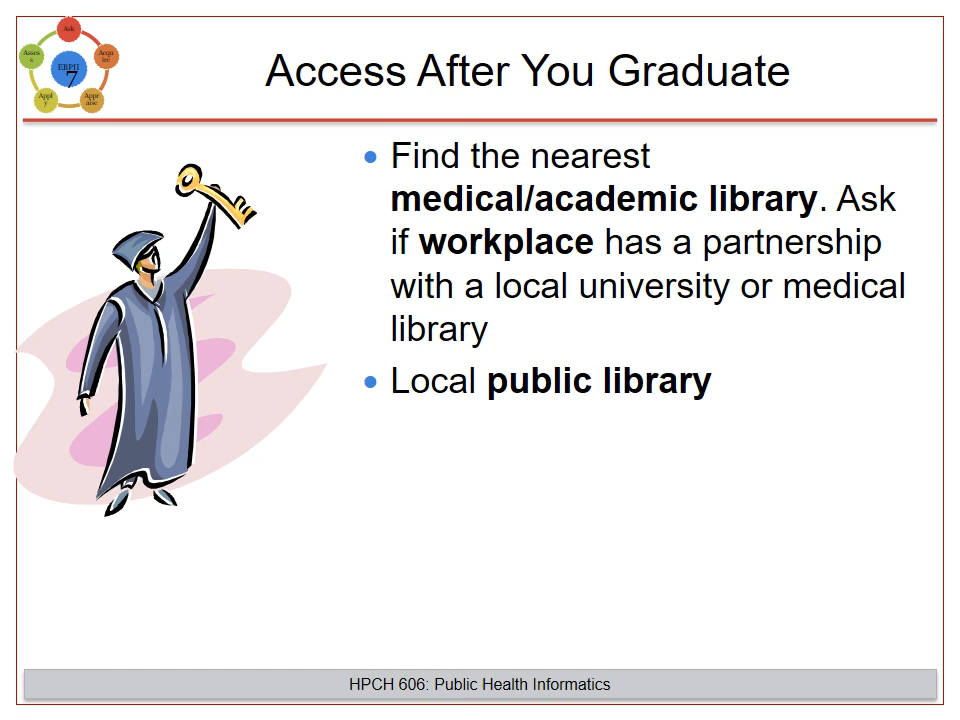 Ask
Asses
s
Acqu
ire
EBPH
7
Appl
y
Appr
aise
Access After You Graduate
Find the nearest
medical/academic library. Ask
if workplace has a partnership
with a local university or medical
library
Local public library
HPCH 606: Public Health Informatics